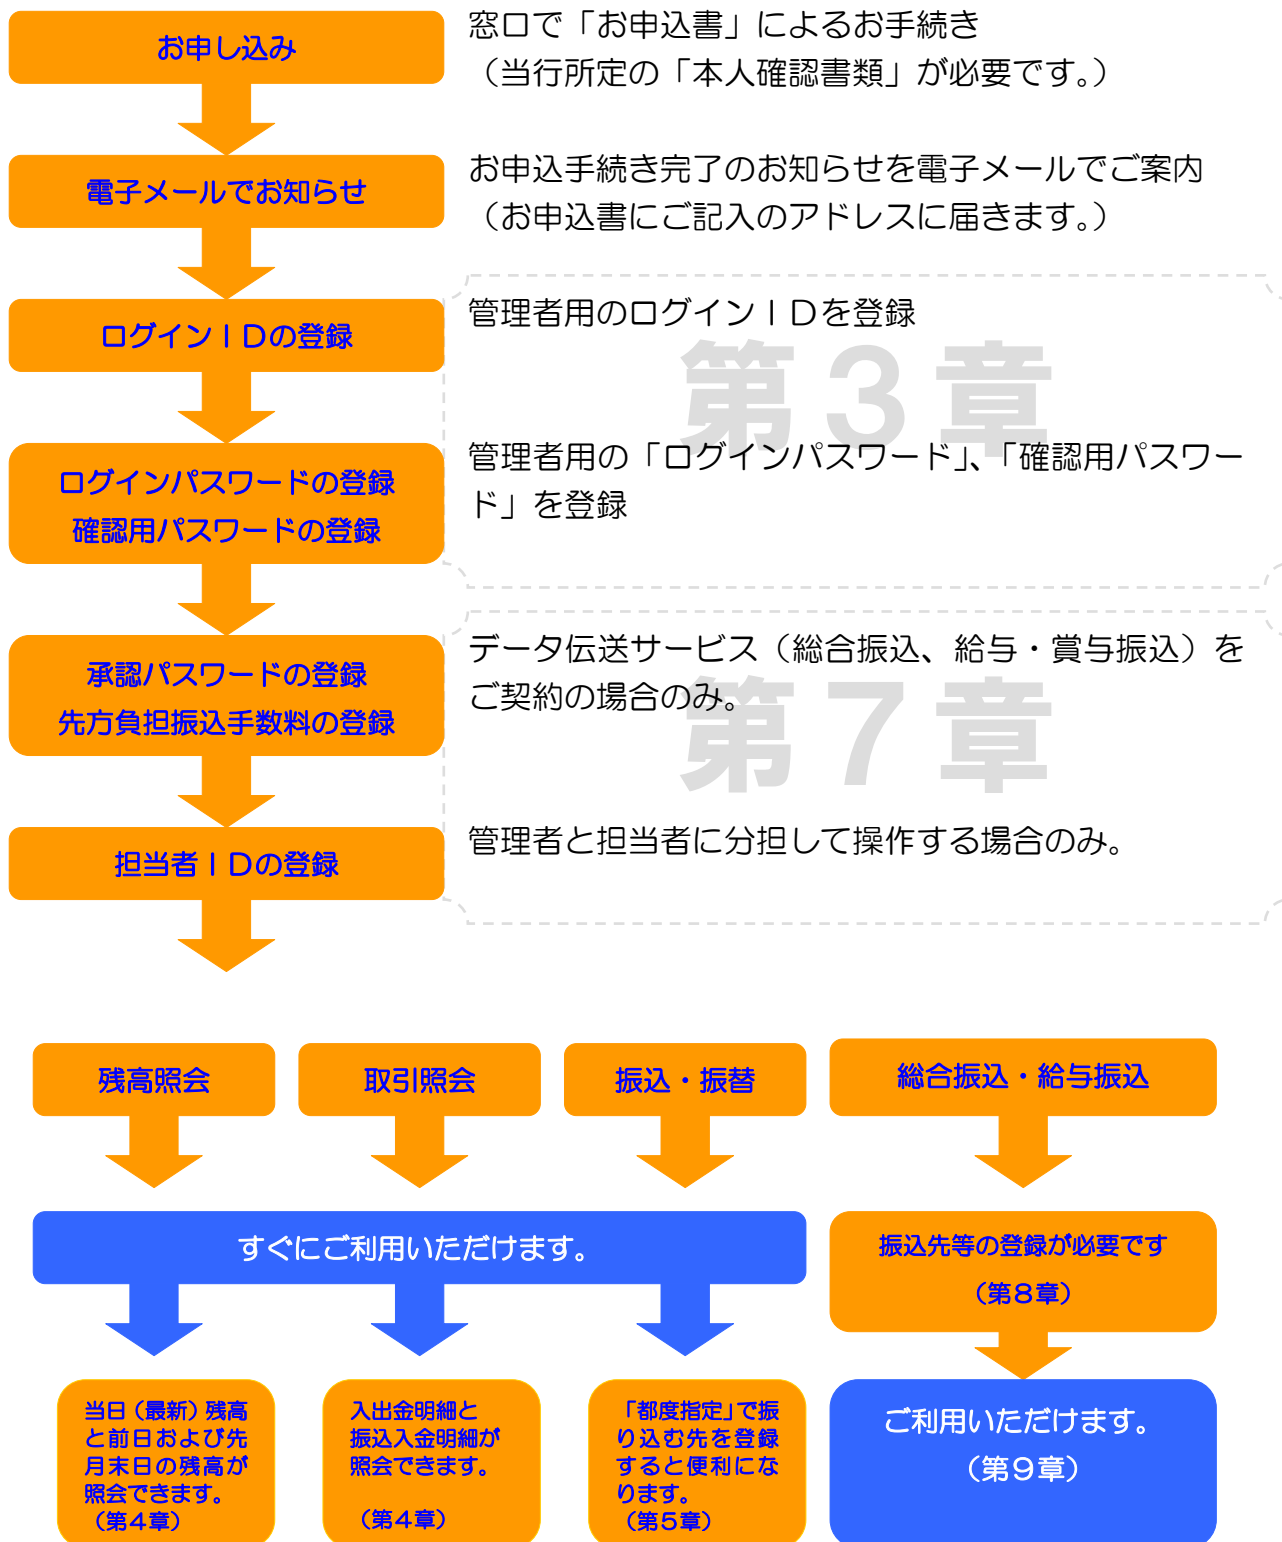 お申し込み
窓口で「お申込書」によるお手続き
（当行所定の「本人確認書類」が必要です。）
電子メールでお知らせ
お申込手続き完了のお知らせを電子メールでご案内
（お申込書にご記入のアドレスに届きます。）
ログインＩＤの登録
管理者用のログインＩＤを登録
第３章
ログインパスワードの登録
確認用パスワードの登録
管理者用の「ログインパスワード」、「確認用パスワー
ド」を登録
承認パスワードの登録
先方負担振込手数料の登録
データ伝送サービス（総合振込、給与・賞与振込）を
ご契約の場合のみ。
第７章
担当者ＩＤの登録
管理者と担当者に分担して操作する場合のみ。
残高照会
取引照会
振込・振替
総合振込・給与振込
すぐにご利用いただけます。
振込先等の登録が必要です
（第８章）
当日（最新）残高
と前日および先
月末日の残高が
照会できます。
（第４章）
入出金明細と
振込入金明細が
照会できます。
（第４章）
「都度指定」で振
り込む先を登録
すると便利にな
ります。
（第５章）
ご利用いただけます。
（第９章）